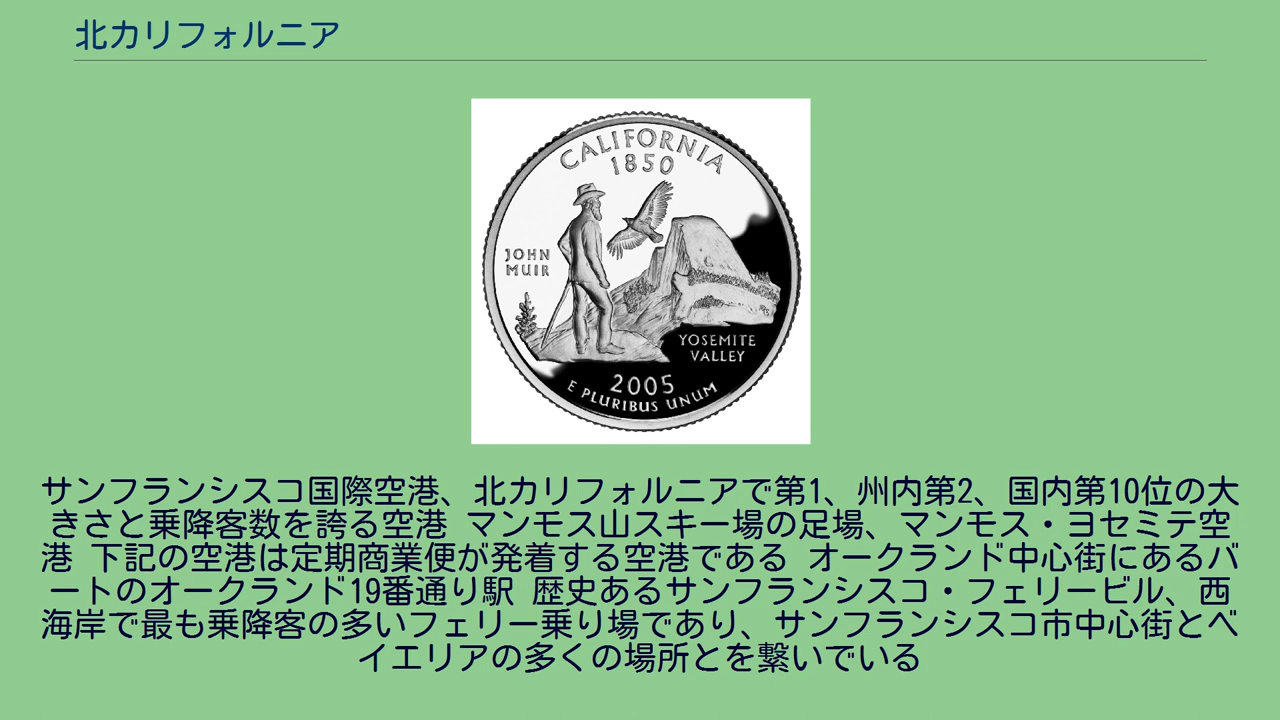 北カリフォルニア
CALIFORNIA
1850
JOHN
MUIR
YOSEMITE
VALLEY
2005
E PLURIBUS UNUM
サンフランシスコ国際空港、北カリフォルニアで第1、州内第2、国内第10位の大
きさと乗降客数を誇る空港 マンモス山スキー場の足場、マンモス・ヨセミテ空
港 下記の空港は定期商業便が発着する空港である オークランド中心街にあるバ
ートのオークランド19番通り駅 歴史あるサンフランシスコ・フェリービル、西
海岸で最も乗降客の多いフェリー乗り場であり、サンフランシスコ市中心街とベ
イエリアの多くの場所とを繋いでいる